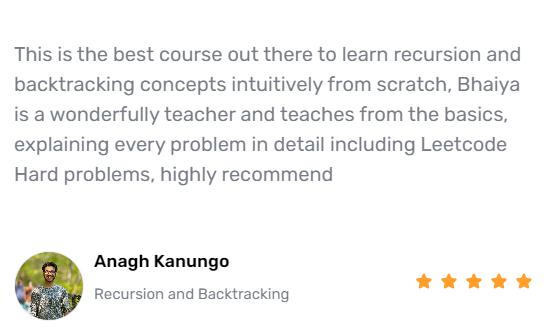 This is the best course out there to learn recursion and
backtracking concepts intuitively from scratch, Bhaiya
is a wonderfully teacher and teaches from the basics,
explaining every problem in detail including Leetcode
Hard problems, highly recommend
Anagh Kanungo
Recursion and Backtracking